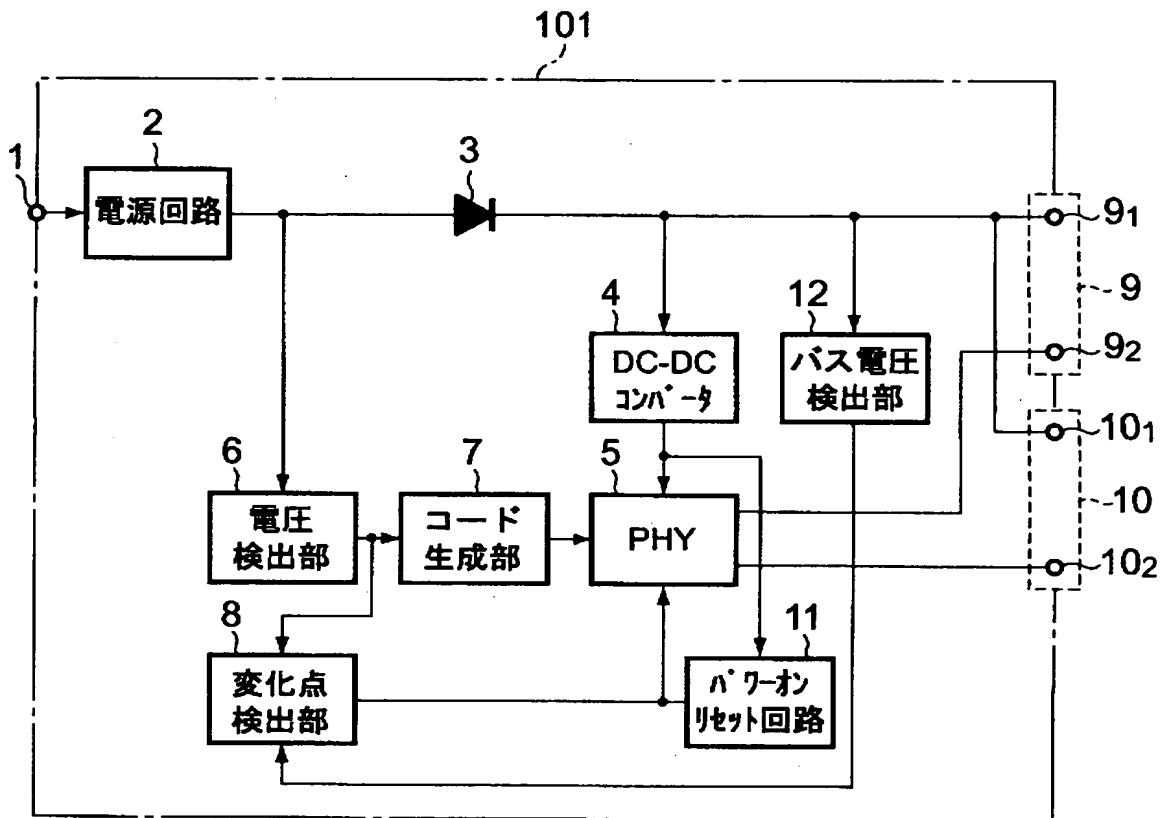 101
1
2
電源回路
3
9₁
9
9₂
4
DC-DC
コンバータ
12
バス電圧
検出部
10₁
10
10₂
6
電圧
検出部
7
コード
生成部
5
PHY
8
変化点
検出部
11
パワーオン
リセット回路